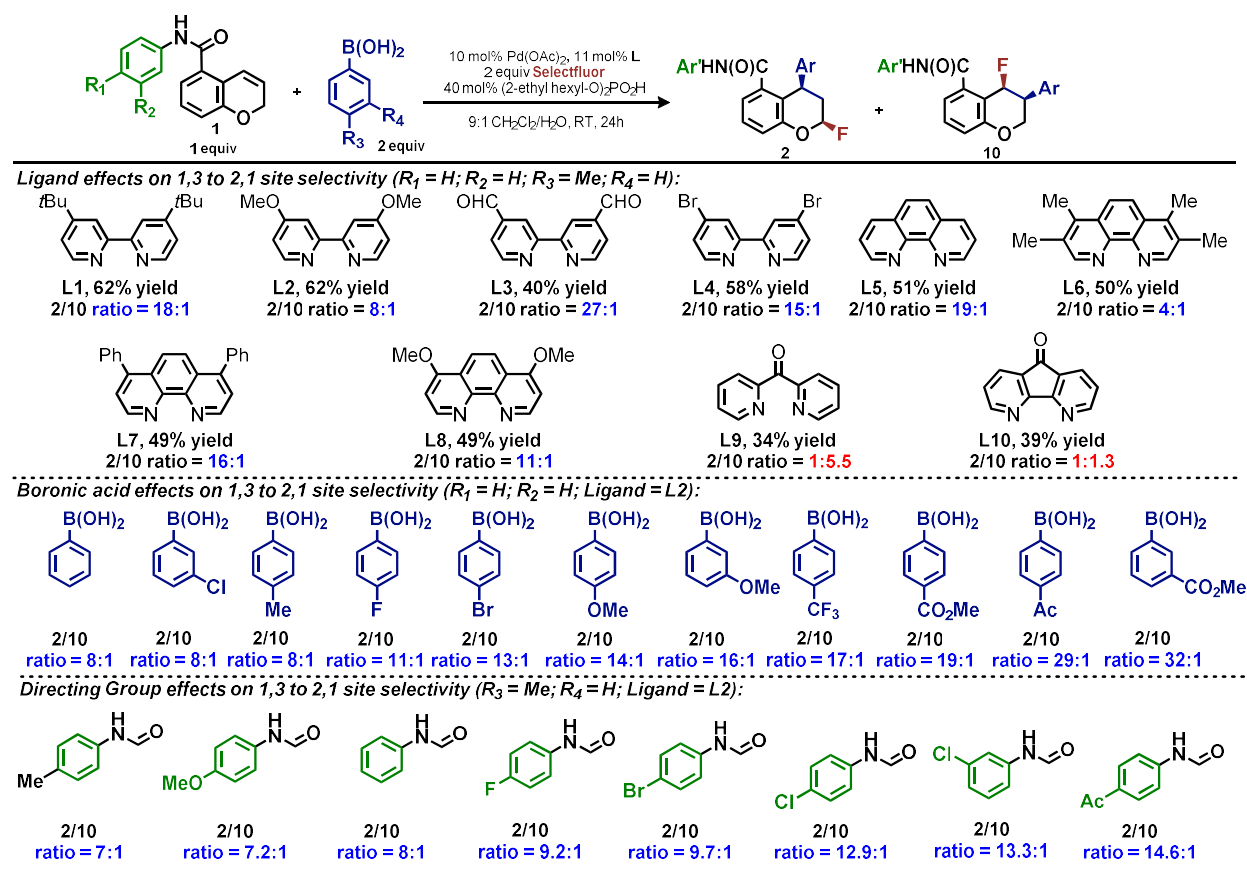 H
N
O
R1
R2
O
1
1 equiv
+
B(OH)2
R4
R3
2 equiv
10 mol% Pd(OAc)2, 11 mol% L
2 equiv Selectfluor
40 mol% (2-ethyl hexyl-O)2PO2H
9:1 CH2Cl2/H2O, RT, 24h
Ar'HN(O)C Ar
O F
2
+
Ar'HN(O)C F
Ar
O
10
Ligand effects on 1,3 to 2,1 site selectivity (R1 = H; R2 = H; R3 = Me; R4 = H):
tBu tBu
N N
L1, 62% yield
2/10 ratio = 18:1
MeO OMe
N N
L2, 62% yield
2/10 ratio = 8:1
OHC CHO
N N
L3, 40% yield
2/10 ratio = 27:1
Br Br
N N
L4, 58% yield
2/10 ratio = 15:1
N N
L5, 51% yield
2/10 ratio = 19:1
Me Me
Me Me
N N
L6, 50% yield
2/10 ratio = 4:1
Ph Ph
N N
L7, 49% yield
2/10 ratio = 16:1
MeO OMe
N N
L8, 49% yield
2/10 ratio = 11:1
O
N N
L9, 34% yield
2/10 ratio = 1:5.5
O
N N
L10, 39% yield
2/10 ratio = 1:1.3
Boronic acid effects on 1,3 to 2,1 site selectivity (R1 = H; R2 = H; Ligand = L2):
B(OH)2
2/10
ratio = 8:1
B(OH)2
Cl
2/10
ratio = 8:1
B(OH)2
Me
2/10
ratio = 8:1
B(OH)2
F
2/10
ratio = 11:1
B(OH)2
Br
2/10
ratio = 13:1
B(OH)2
OMe
2/10
ratio = 14:1
B(OH)2
OMe
2/10
ratio = 16:1
B(OH)2
CF3
2/10
ratio = 17:1
B(OH)2
CO2Me
2/10
ratio = 19:1
B(OH)2
Ac
2/10
ratio = 29:1
B(OH)2
CO2Me
2/10
ratio = 32:1
Directing Group effects on 1,3 to 2,1 site selectivity (R3 = Me; R4 = H; Ligand = L2):
H
N O
Me
2/10
ratio = 7:1
H
N O
MeO
2/10
ratio = 7.2:1
H
N O
2/10
ratio = 8:1
H
N O
F
2/10
ratio = 9.2:1
H
N O
Br
2/10
ratio = 9.7:1
H
N O
Cl
2/10
ratio = 12.9:1
H
Cl N O
2/10
ratio = 13.3:1
H
N O
Ac
2/10
ratio = 14.6:1